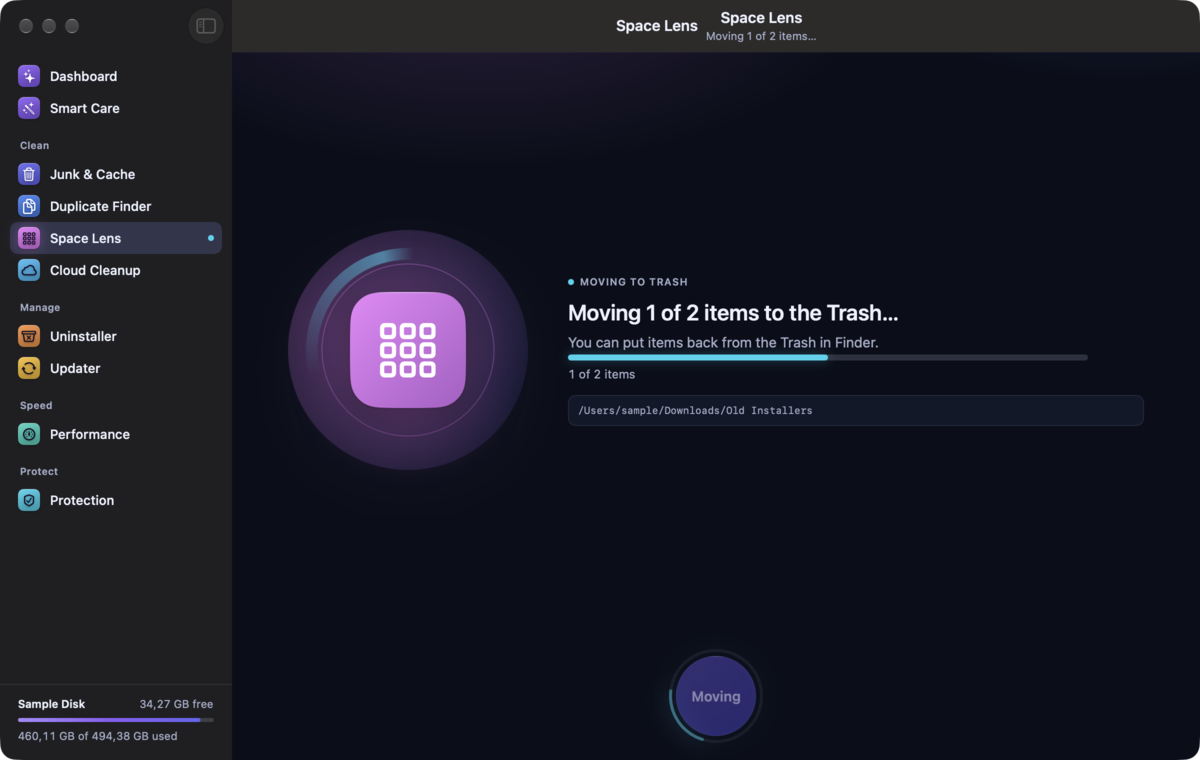 Dashboard
Smart Care
Clean
Junk & Cache
Duplicate Finder
Space Lens
Cloud Cleanup
Manage
Uninstaller
Updater
Speed
Performance
Protect
Protection
Sample Disk 34,27 GB free
460,11 GB of 494,38 GB used
Space Lens
Space Lens
Moving 1 of 2 items...
MOVING TO TRASH
Moving 1 of 2 items to the Trash...
You can put items back from the Trash in Finder.
1 of 2 items
/Users/sample/Downloads/Old Installers
Moving